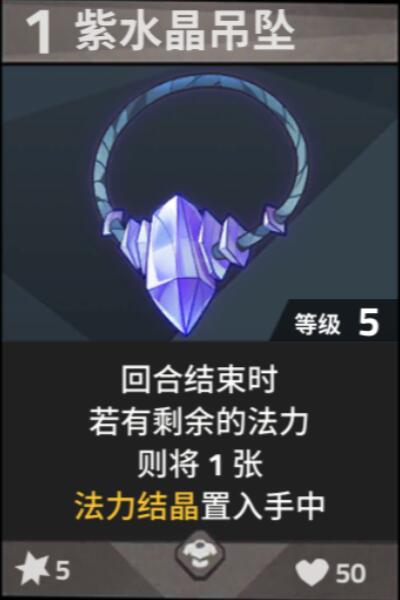 1 紫水晶吊坠
等级 5
回合结束时
若有剩余的法力
则将 1 张
法力结晶置入手中
5
50